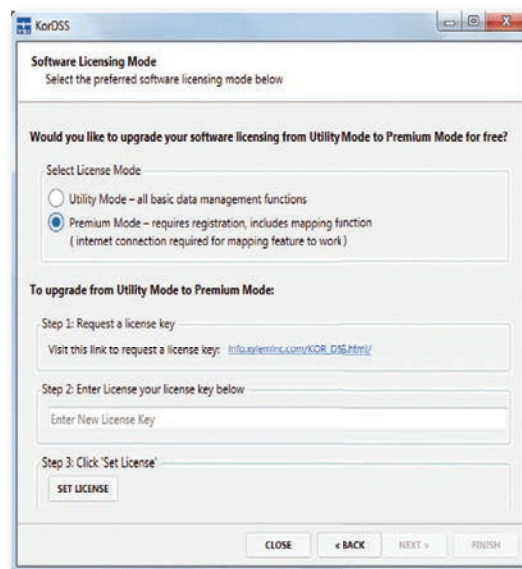 YSI KorDSS
Software Licensing Mode
Select the preferred software licensing mode below
Would you like to upgrade your software licensing from Utility Mode to Premium Mode for free?
Select License Mode
Utility Mode – all basic data management functions
Premium Mode – requires registration, includes mapping function
( internet connection required for mapping feature to work )
To upgrade from Utility Mode to Premium Mode:
Step 1: Request a license key
Visit this link to request a license key: info.xyleminc.com/KOR_DSS.html/
Step 2: Enter License your license key below
Enter New License Key
Step 3: Click 'Set License'
SET LICENSE
CLOSE « BACK NEXT » FINISH